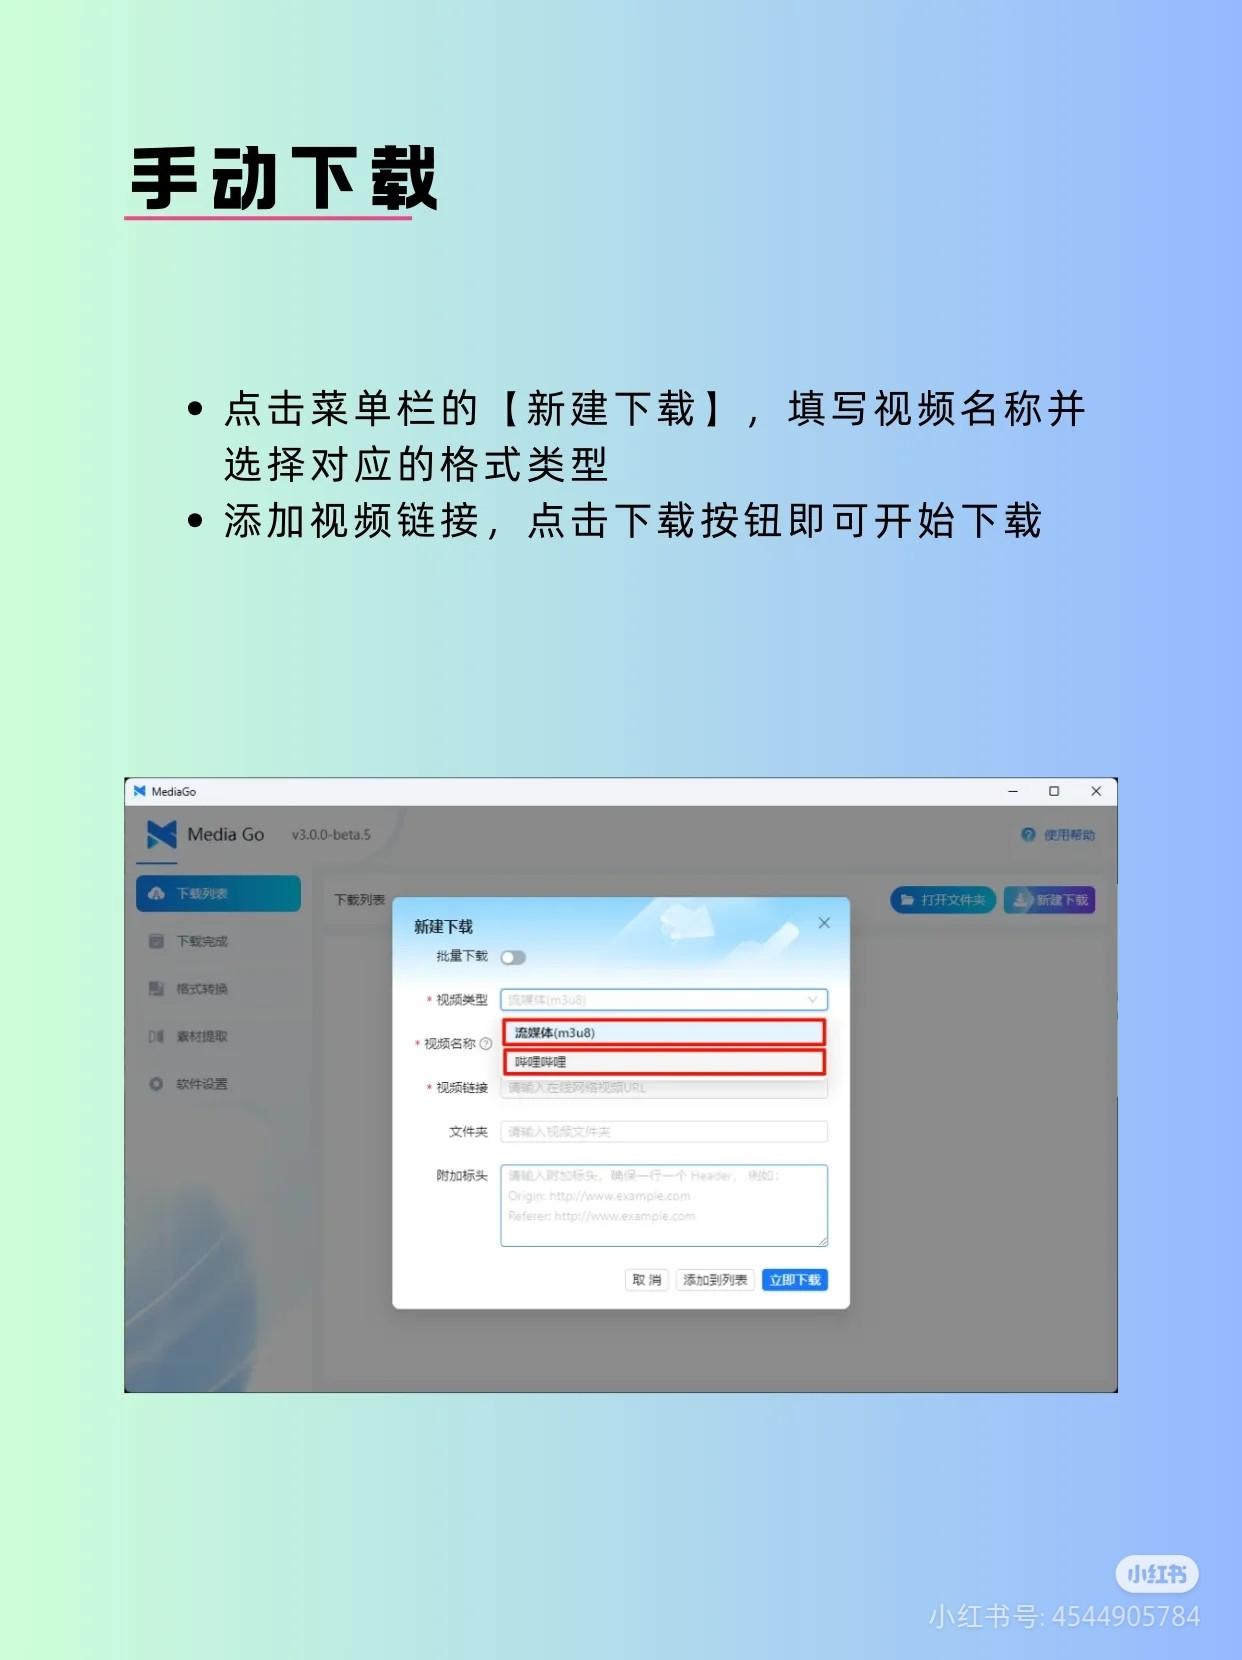 手动下载
点击菜单栏的【新建下载】，填写视频名称并
选择对应的格式类型
添加视频链接，点击下载按钮即可开始下载
MediaGo
Media Go v3.0.0-beta.5
使用帮助
下载列表
下载完成
格式转换
素材提取
软件设置
下载列表
打开文件夹
新建下载
新建下载
批量下载
* 视频类型 流媒体(m3u8)
流媒体(m3u8)
* 视频名称
哔哩哔哩
* 视频链接 请输入在线网络视频URL
文件夹 请输入视频文件夹
附加标头 请输入附加标头，确保一行一个 Header， 例如：
Origin: http://www.example.com
Referer: http://www.example.com
取 消 添加到列表 立即下载
小红书
小红书号: 4544905784